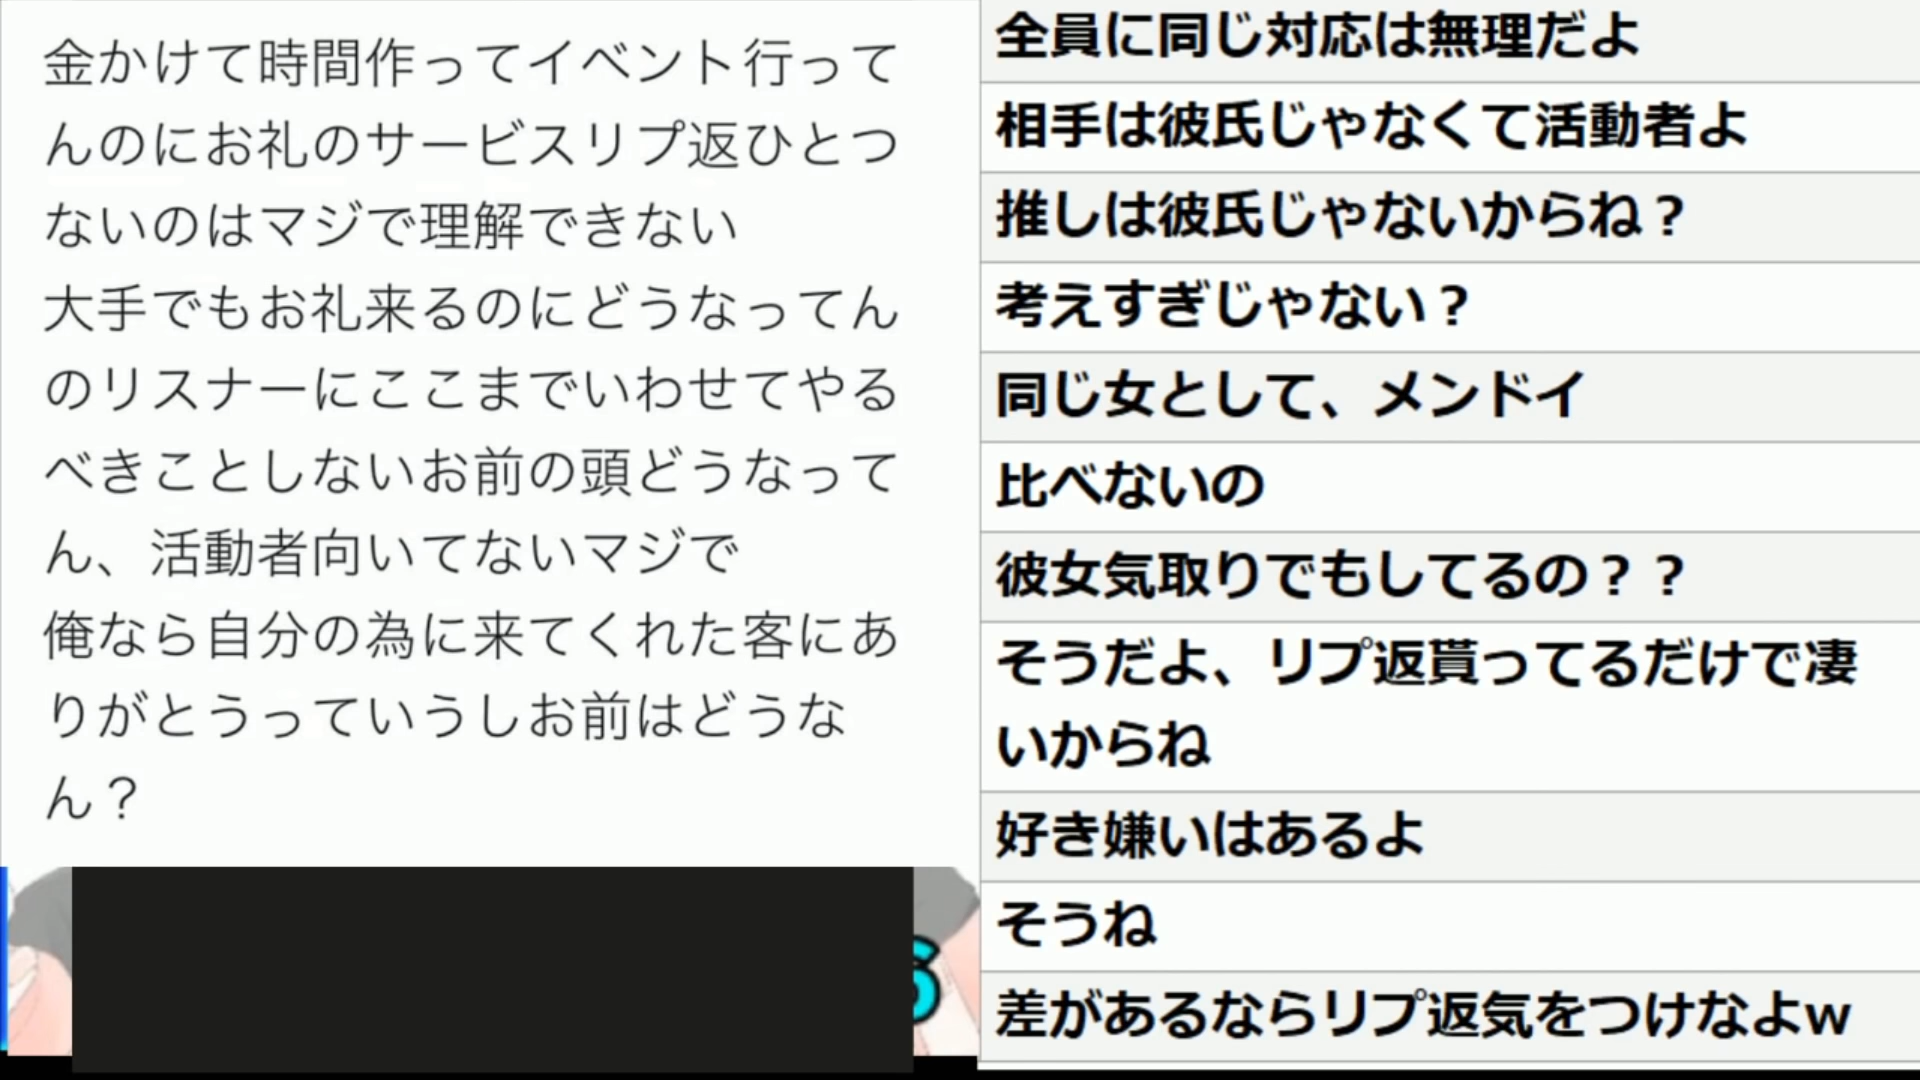 金かけて時間作ってイベント行って
んのにお礼のサービスリプ返ひとつ
ないのはマジで理解できない
大手でもお礼来るのにどうなってん
のリスナーにここまでいわせてやる
べきことしないお前の頭どうなって
ん、活動者向いてないマジで
俺なら自分の為に来てくれた客にあ
りがとうっていうしお前はどうな
ん？
全員に同じ対応は無理だよ
相手は彼氏じゃなくて活動者よ
推しは彼氏じゃないからね？
考えすぎじゃない？
同じ女として、メンドイ
比べないの
彼女気取りでもしてるの？？
そうだよ、リプ返貰ってるだけで凄
いからね
好き嫌いはあるよ
そうね
差があるならリプ返気をつけなよw